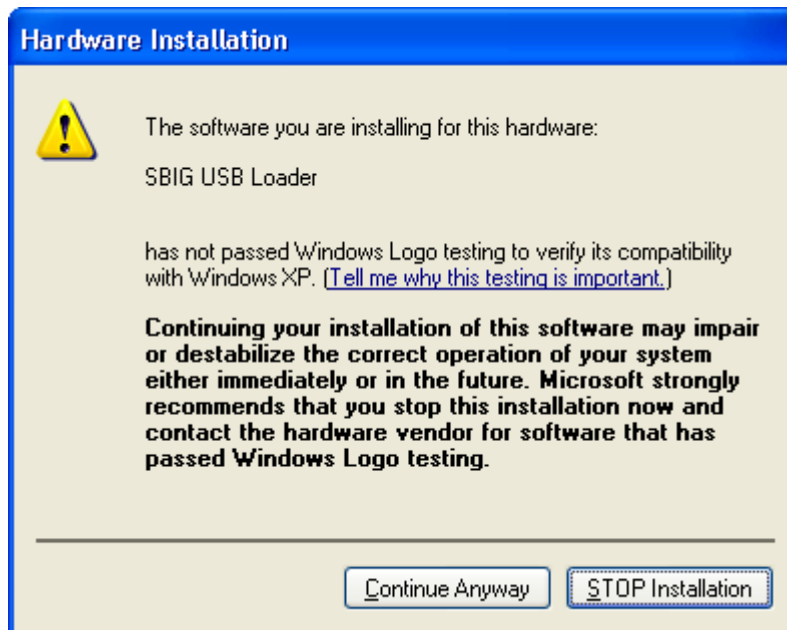 Hardware Installation
The software you are installing for this hardware:
SBIG USB Loader
has not passed Windows Logo testing to verify its compatibility
with Windows XP. (Tell me why this testing is important.)
Continuing your installation of this software may impair
or destabilize the correct operation of your system
either immediately or in the future. Microsoft strongly
recommends that you stop this installation now and
contact the hardware vendor for software that has
passed Windows Logo testing.
Continue Anyway
STOP Installation